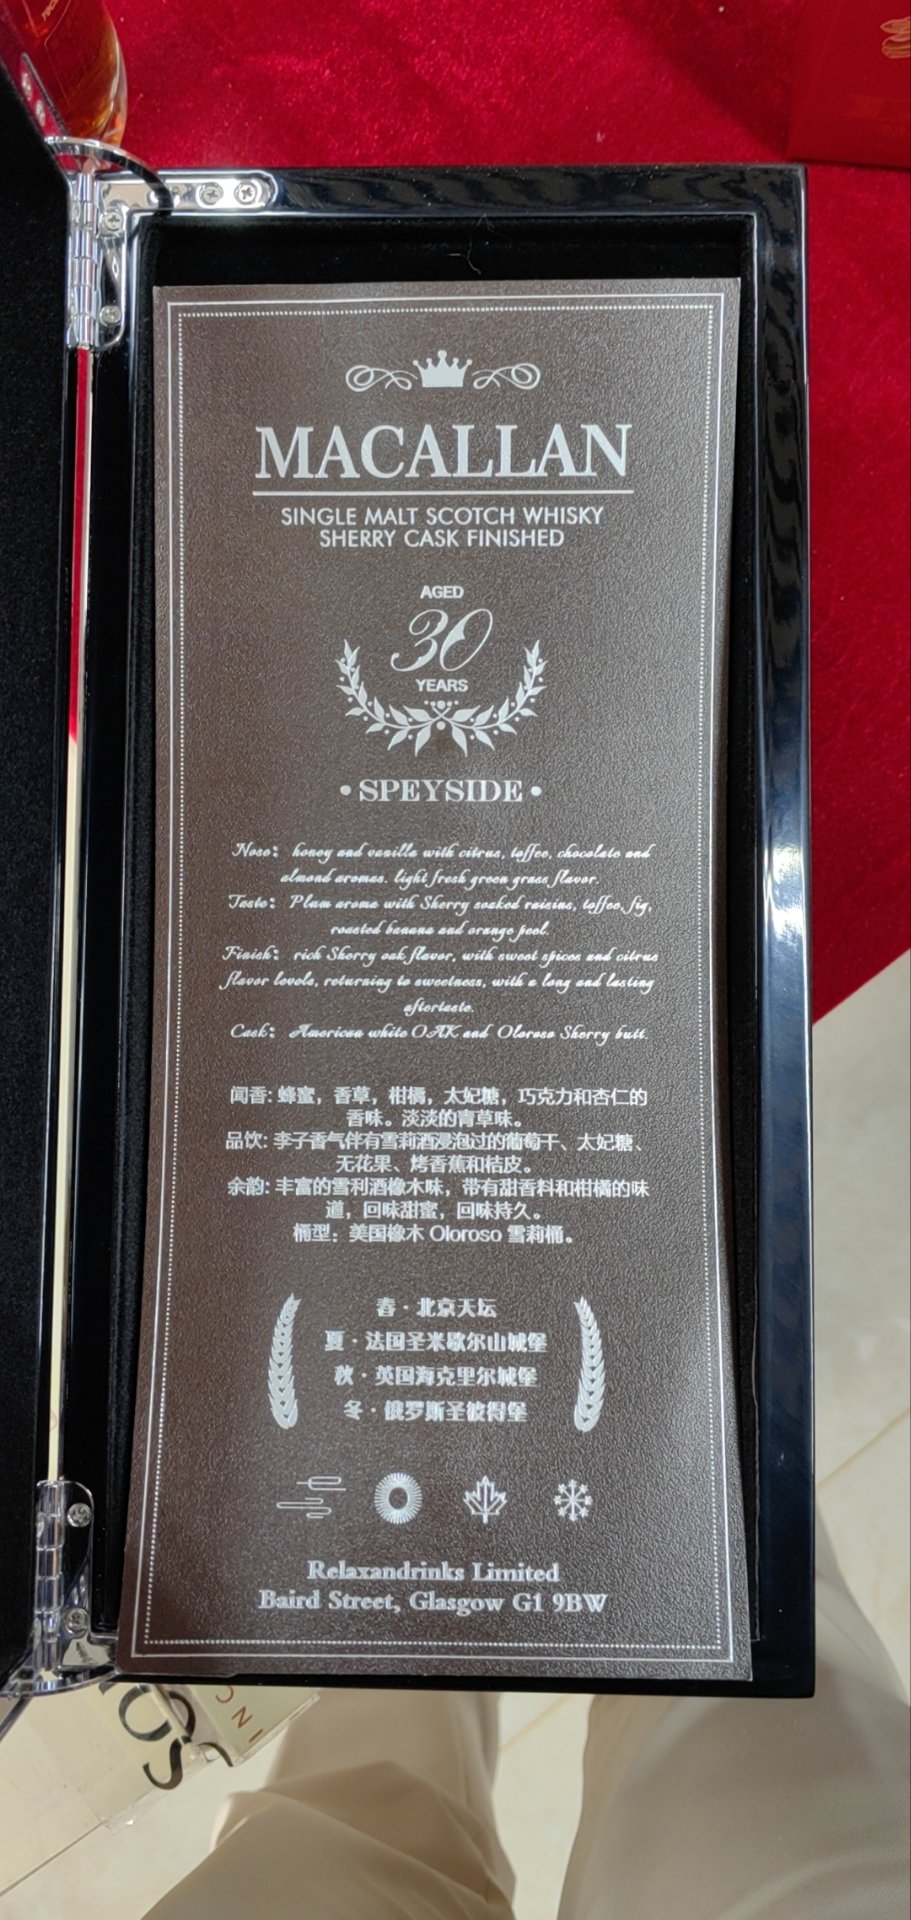 MACALLAN
SINGLE MALT SCOTCH WHISKY
SHERRY CASK FINISHED
AGED
30
YEARS
• SPEYSIDE •
Nose: honey and vanilla with citrus, toffee, chocolate and
almond aromas. light fresh green grass flavor.
Taste: Plum aroma with Sherry soaked raisins, toffee, fig,
roasted banana and orange peel.
Finish: rich Sherry oak flavor, with sweet spices and citrus
flavor levels, returning to sweetness, with a long and lasting
aftertaste.
Cask: American white OAK and Oloroso Sherry butt.
闻香: 蜂蜜，香草，柑橘，太妃糖，巧克力和杏仁的
香味。淡淡的青草味。
品饮: 李子香气伴有雪莉酒浸泡过的葡萄干、太妃糖、
无花果、烤香蕉和桔皮。
余韵: 丰富的雪利酒橡木味，带有甜香料和柑橘的味
道，回味甜蜜，回味持久。
桶型：美国橡木 Oloroso 雪莉桶。
春 · 北京天坛
夏 · 法国圣米歇尔山城堡
秋 · 英国海克里尔城堡
冬 · 俄罗斯圣彼得堡
Relaxandrinks Limited
Baird Street, Glasgow G1 9BW